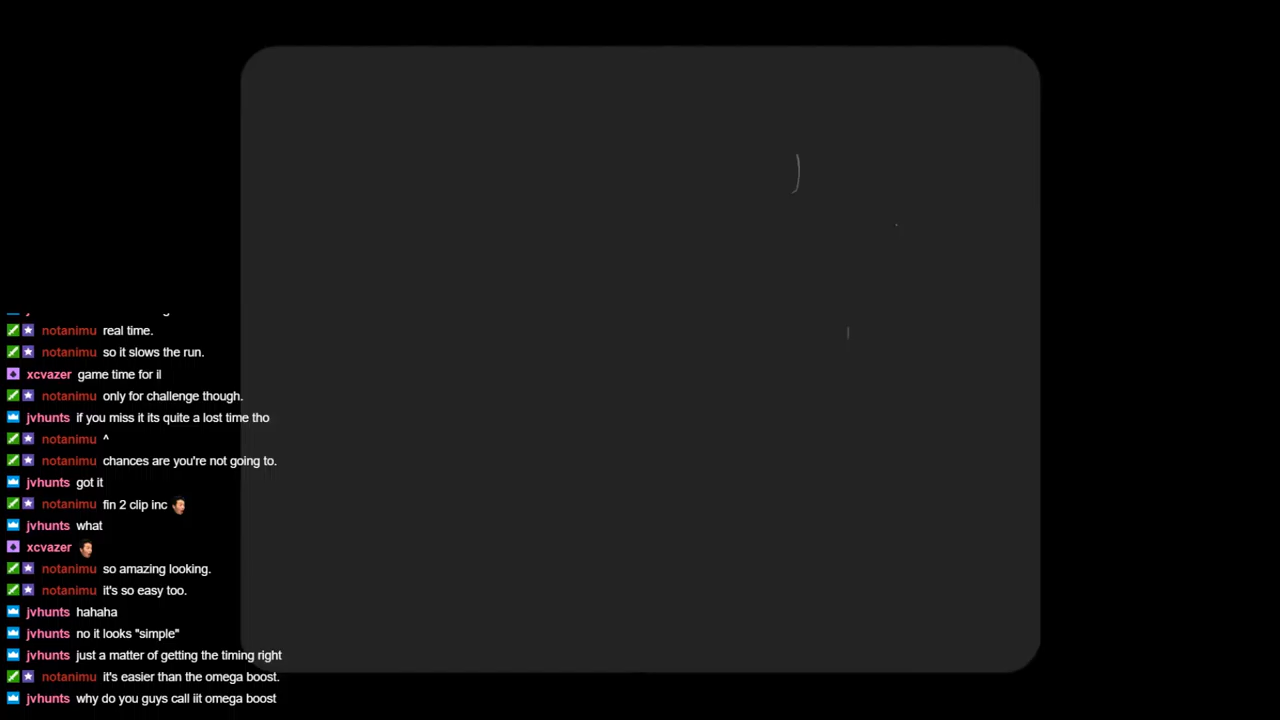 notanimu real time.
notanimu so it slows the run.
xcvazer game time for il
notanimu only for challenge though.
jvhunts if you miss it its quite a lost time tho
notanimu ^
notanimu chances are you're not going to.
jvhunts got it
notanimu fin 2 clip inc
jvhunts what
xcvazer
notanimu so amazing looking.
notanimu it's so easy too.
jvhunts hahaha
jvhunts no it looks "simple"
jvhunts just a matter of getting the timing right
notanimu it's easier than the omega boost.
jvhunts why do you guys call iit omega boost